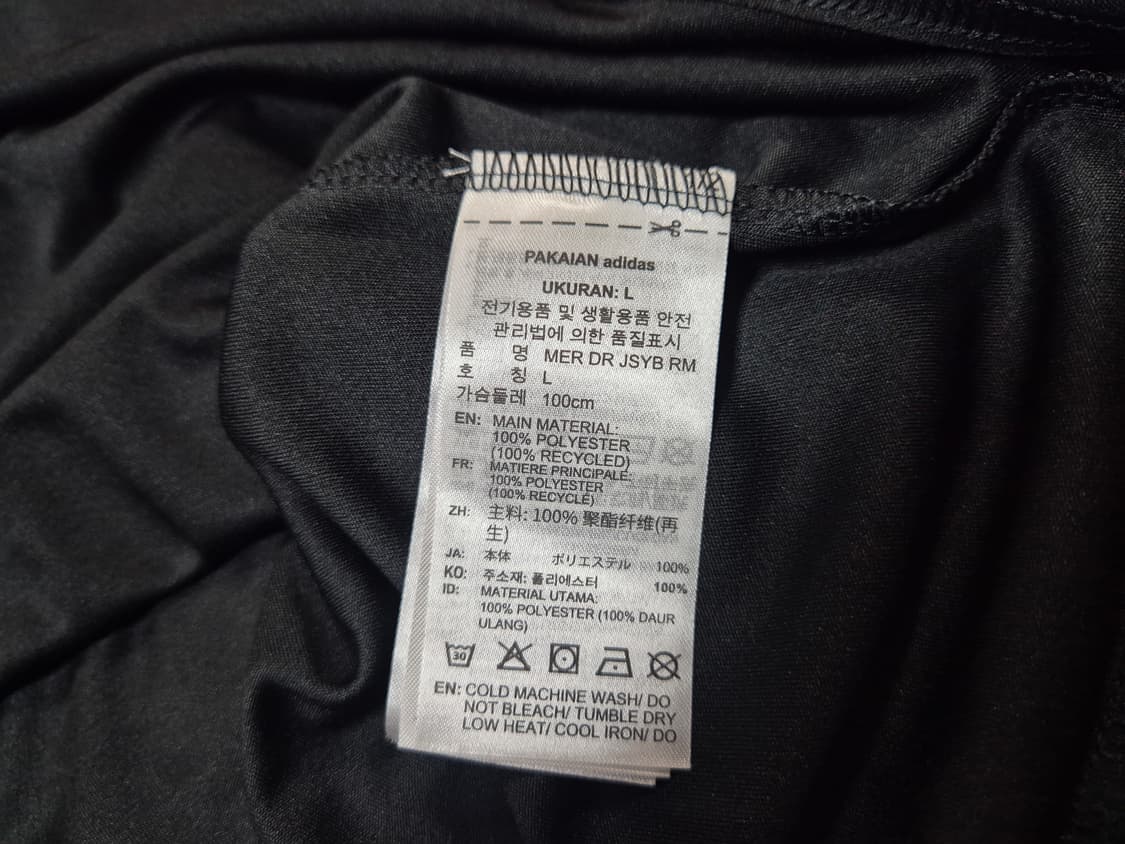 PAKAIAN adidas
UKURAN: L
전기용품 및 생활용품 안전
관리법에 의한 품질표시
품 명 MER DR JSYB RM
호 칭 L
가슴둘레 100cm
EN: MAIN MATERIAL:
100% POLYESTER
(100% RECYCLED)
FR: MATIERE PRINCIPALE:
100% POLYESTER
(100% RECYCLÉ)
ZH: 主料: 100% 聚酯纤维(再
生)
JA: 本体 ポリエステル 100%
KO: 주소재: 폴리에스터 100%
ID: MATERIAL UTAMA:
100% POLYESTER (100% DAUR
ULANG)
30
EN: COLD MACHINE WASH/ DO
NOT BLEACH/ TUMBLE DRY
LOW HEAT/ COOL IRON/ DO